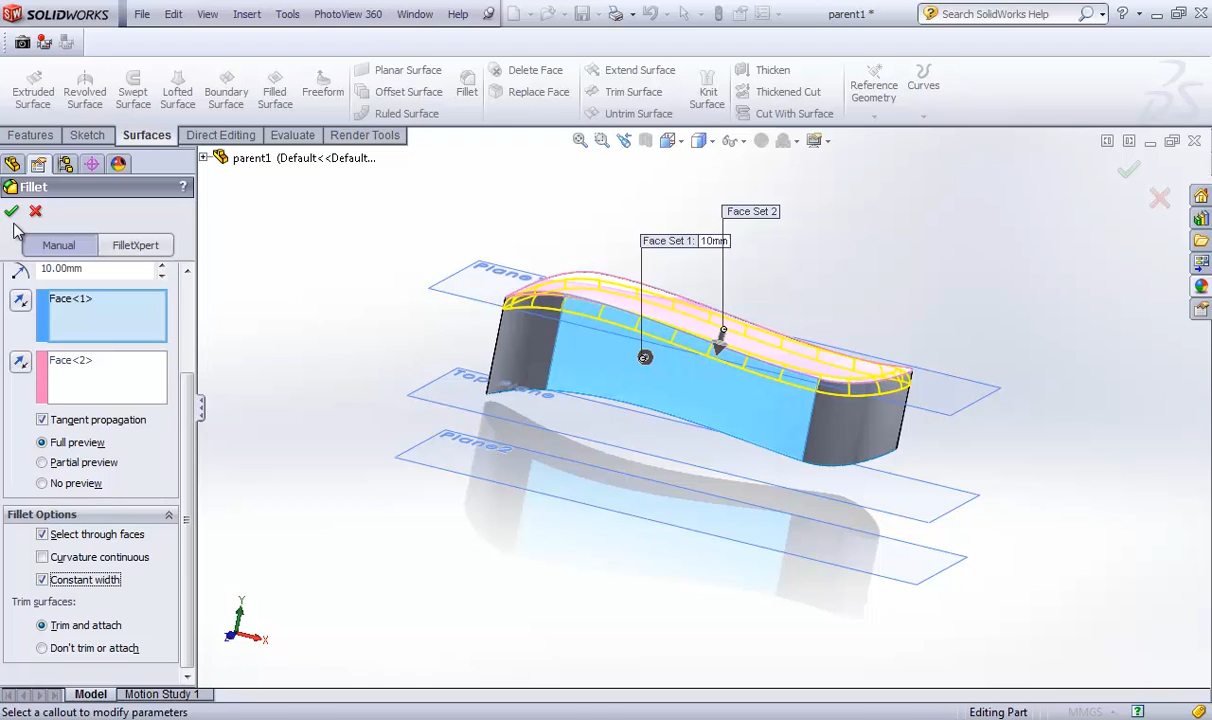 SOLIDWORKS File Edit View Insert Tools PhotoView 360 Window Help parent1 * Search SolidWorks Help
Extruded Surface
Revolved Surface
Swept Surface
Lofted Surface
Boundary Surface
Filled Surface
Freeform
Planar Surface
Offset Surface
Ruled Surface
Fillet
Delete Face
Replace Face
Extend Surface
Trim Surface
Untrim Surface
Knit Surface
Thicken
Thickened Cut
Cut With Surface
Reference Geometry
Curves
Features Sketch Surfaces Direct Editing Evaluate Render Tools
parent1 (Default<<Default...
Fillet ?
Manual FilletXpert
10.00mm
Face<1>
Face<2>
Tangent propagation
Full preview
Partial preview
No preview
Fillet Options
Select through faces
Curvature continuous
Constant width
Trim surfaces:
Trim and attach
Don't trim or attach
Face Set 2
Face Set 1: 10mm
Top Plane
Plane2
Y
X
Z
Model Motion Study 1
Select a callout to modify parameters Editing Part MMGS